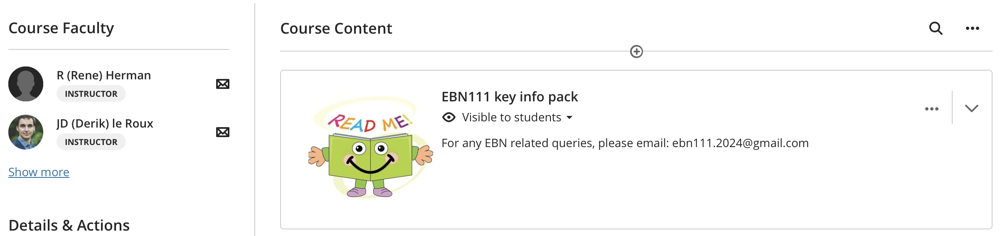 Course Faculty
R (Rene) Herman
INSTRUCTOR
JD (Derik) le Roux
INSTRUCTOR
Show more
Details & Actions
Course Content
READ ME!
EBN111 key info pack
Visible to students
For any EBN related queries, please email: ebn111.2024@gmail.com